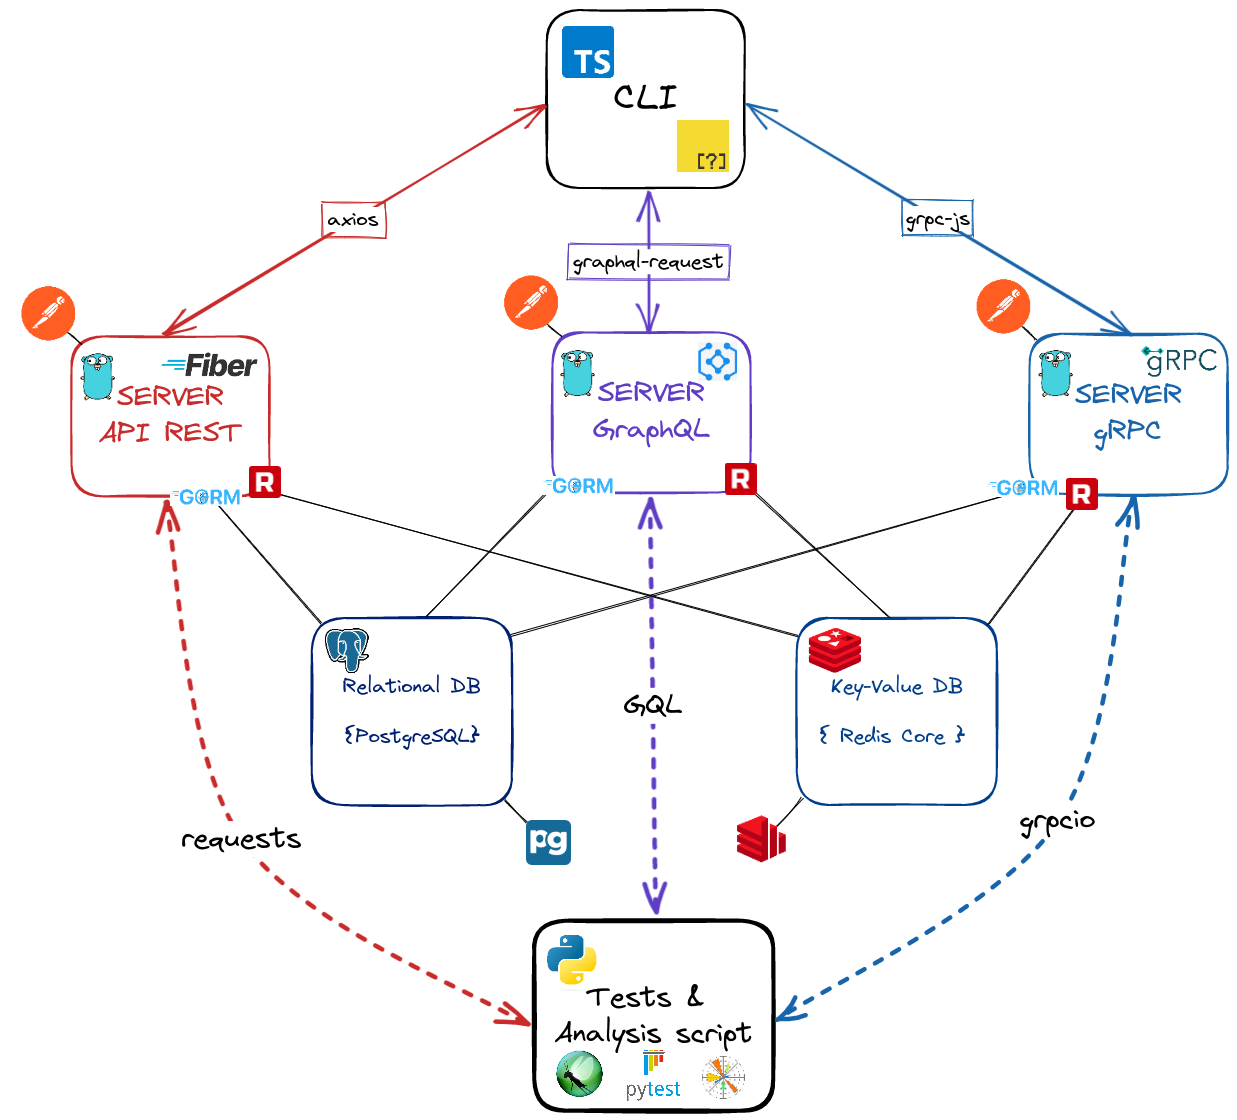 TS
CLI
[?]
axios
graphql-request
grpc-js
Fiber
SERVER
API REST
GORM
R
SERVER
GraphQL
GORM
R
gRPC
SERVER
gRPC
GORM
R
Relational DB
{PostgreSQL}
pg
Key-Value DB
{ Redis Core }
GQL
requests
grpcio
Tests &
Analysis script
pytest